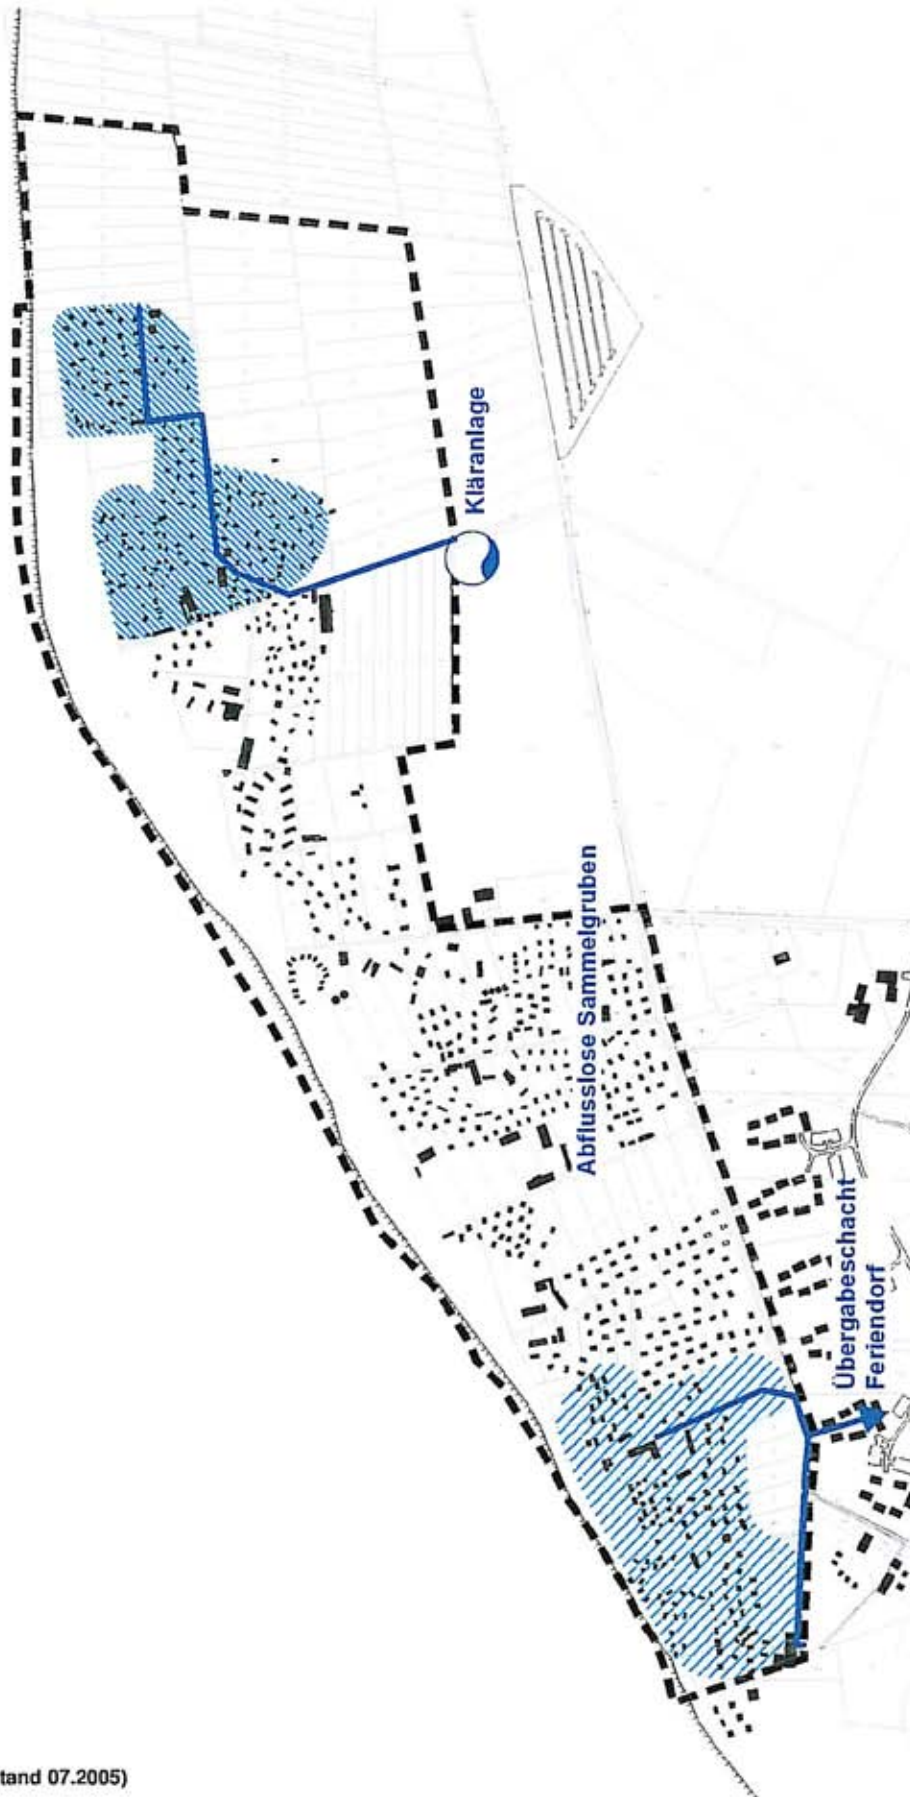 Kläranlage
Abflusslose Sammelgruben
Übergabeschacht
Feriendorf
tand 07.2005)